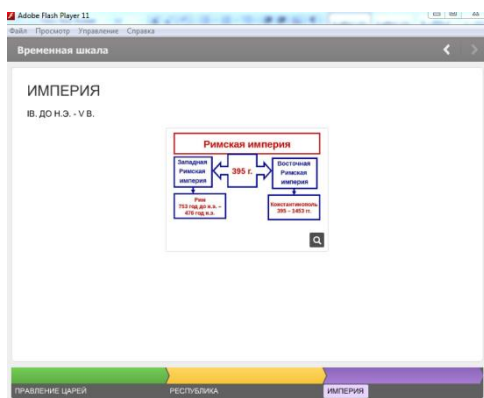 Adobe Flash Player 11
Файл Просмотр Управление Справка
Временная шкала
ИМПЕРИЯ
IВ. ДО Н.Э. - V В.
Римская империя
Западная
Римская
империя
395 г.
Восточная
Римская
империя
Рим
753 год до н.э. –
476 год н.э.
Константинополь
395 – 1453 гг.
ПРАВЛЕНИЕ ЦАРЕЙ
РЕСПУБЛИКА
ИМПЕРИЯ